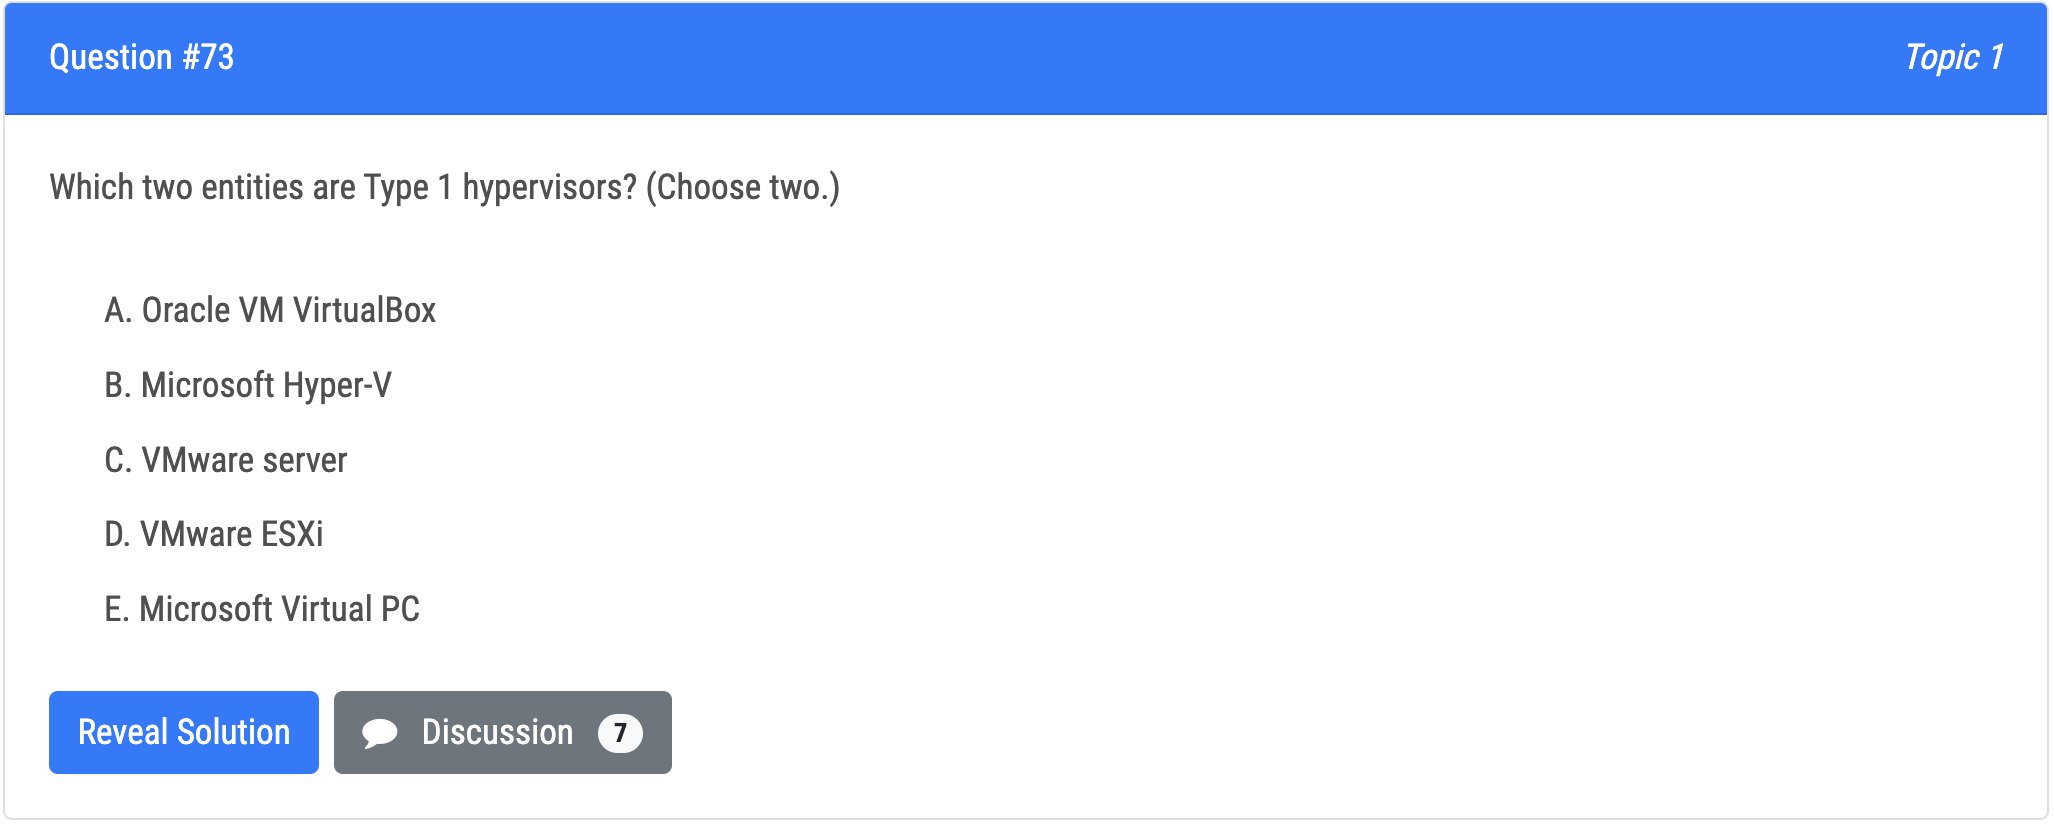 Question #73
Topic 1
Which two entities are Type 1 hypervisors? (Choose two.)
A. Oracle VM VirtualBox
B. Microsoft Hyper-V
C. VMware server
D. VMware ESXi
E. Microsoft Virtual PC
Reveal Solution
Discussion 7